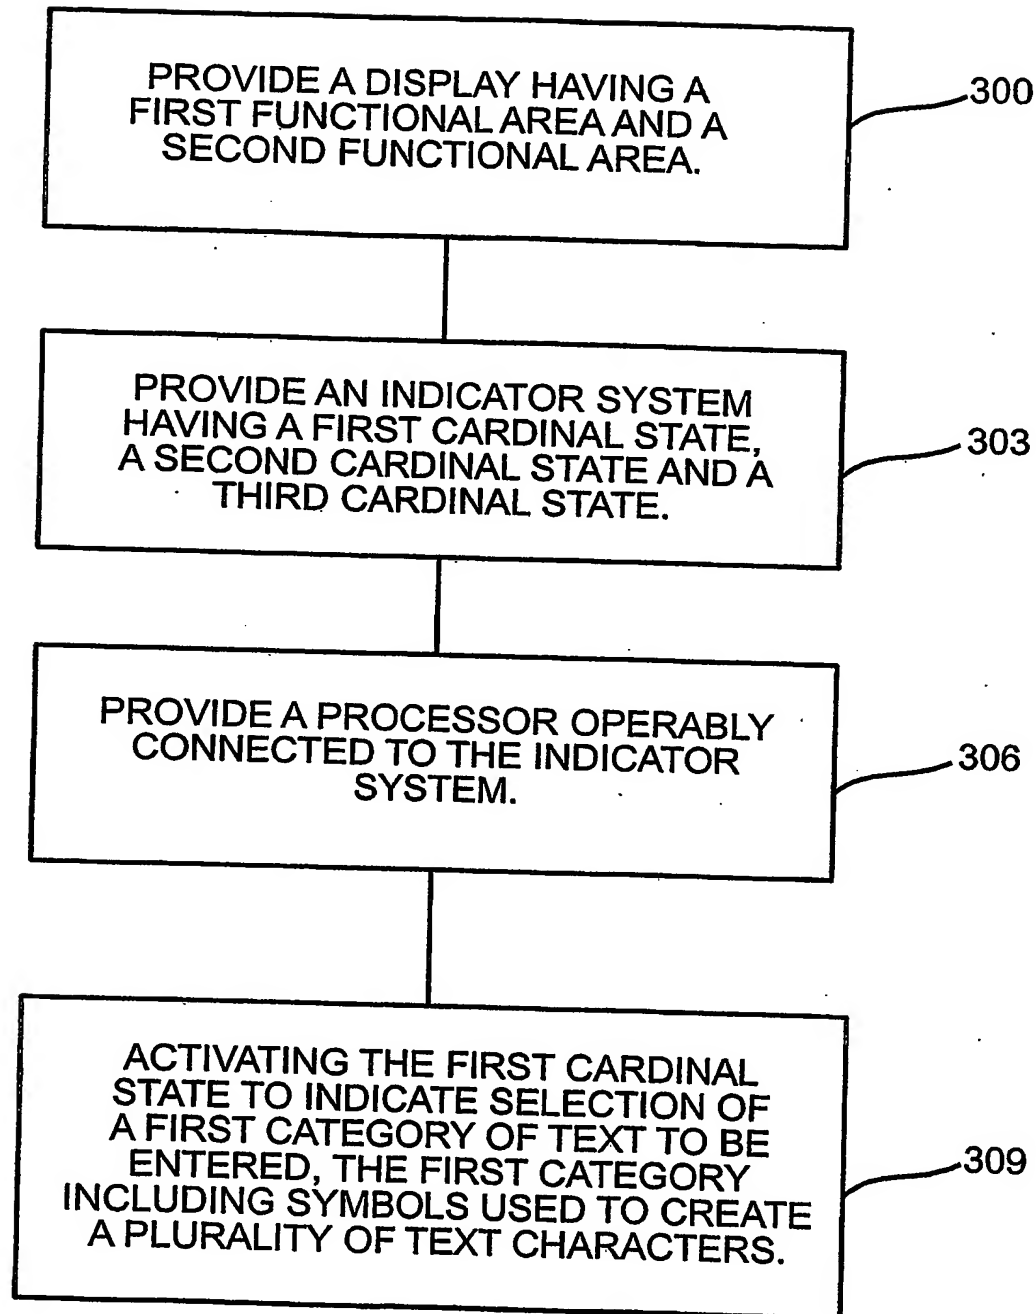 PROVIDE A DISPLAY HAVING A
FIRST FUNCTIONAL AREA AND A
SECOND FUNCTIONAL AREA.
300
PROVIDE AN INDICATOR SYSTEM
HAVING A FIRST CARDINAL STATE,
A SECOND CARDINAL STATE AND A
THIRD CARDINAL STATE.
303
PROVIDE A PROCESSOR OPERABLY
CONNECTED TO THE INDICATOR
SYSTEM.
306
ACTIVATING THE FIRST CARDINAL
STATE TO INDICATE SELECTION OF
A FIRST CATEGORY OF TEXT TO BE
ENTERED, THE FIRST CATEGORY
INCLUDING SYMBOLS USED TO CREATE
A PLURALITY OF TEXT CHARACTERS.
309